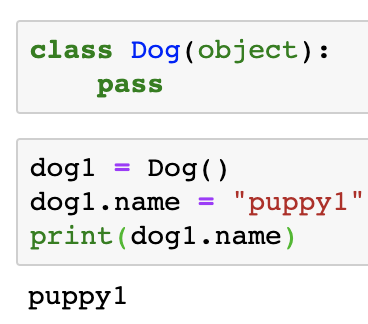 class Dog(object):
    pass
dog1 = Dog()
dog1.name = "puppy1"
print(dog1.name)
puppy1